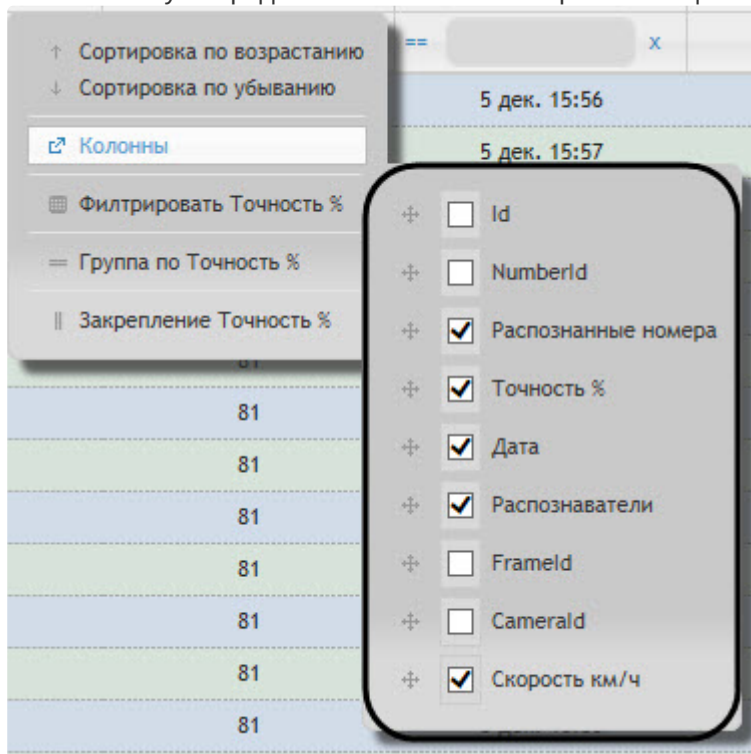 Сортировка по возрастанию
Сортировка по убыванию
Колонны
Филтрировать Точность %
Группа по Точность %
Закрепление Точность %
== x
5 дек. 15:56
5 дек. 15:57
Id
NumberId
Распознанные номера
Точность %
Дата
Распознаватели
FrameId
CameraId
Скорость км/ч
81
81
81
81
81
81
81